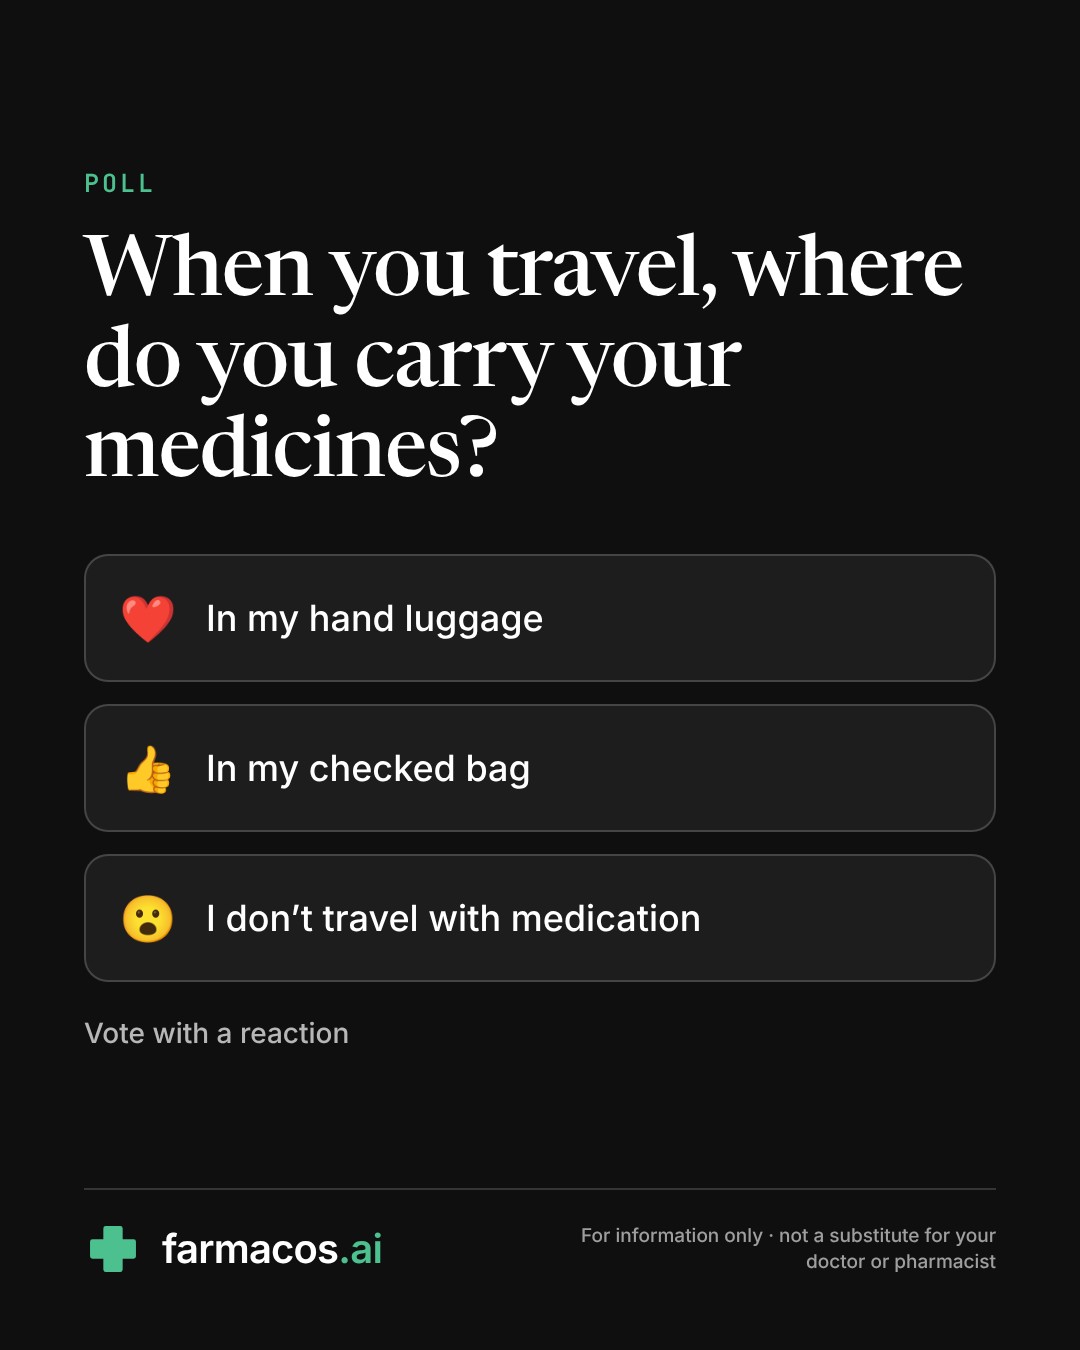 POLL
When you travel, where
do you carry your
medicines?
❤️ In my hand luggage
👍 In my checked bag
😮 I don’t travel with medication
Vote with a reaction
farmacos.ai
For information only · not a substitute for your
doctor or pharmacist